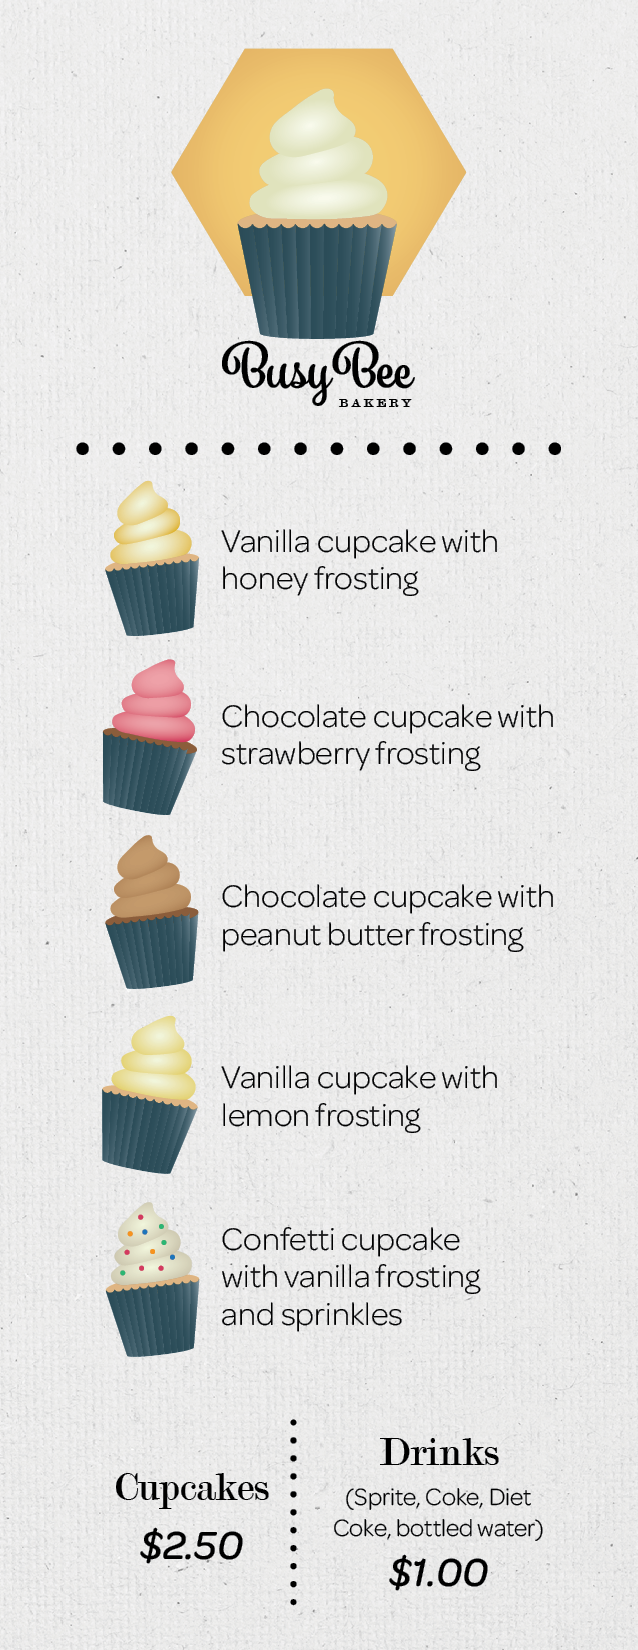 Busy Bee
BAKERY
Vanilla cupcake with
honey frosting
Chocolate cupcake with
strawberry frosting
Chocolate cupcake with
peanut butter frosting
Vanilla cupcake with
lemon frosting
Confetti cupcake
with vanilla frosting
and sprinkles
Cupcakes
$2.50
Drinks
(Sprite, Coke, Diet
Coke, bottled water)
$1.00